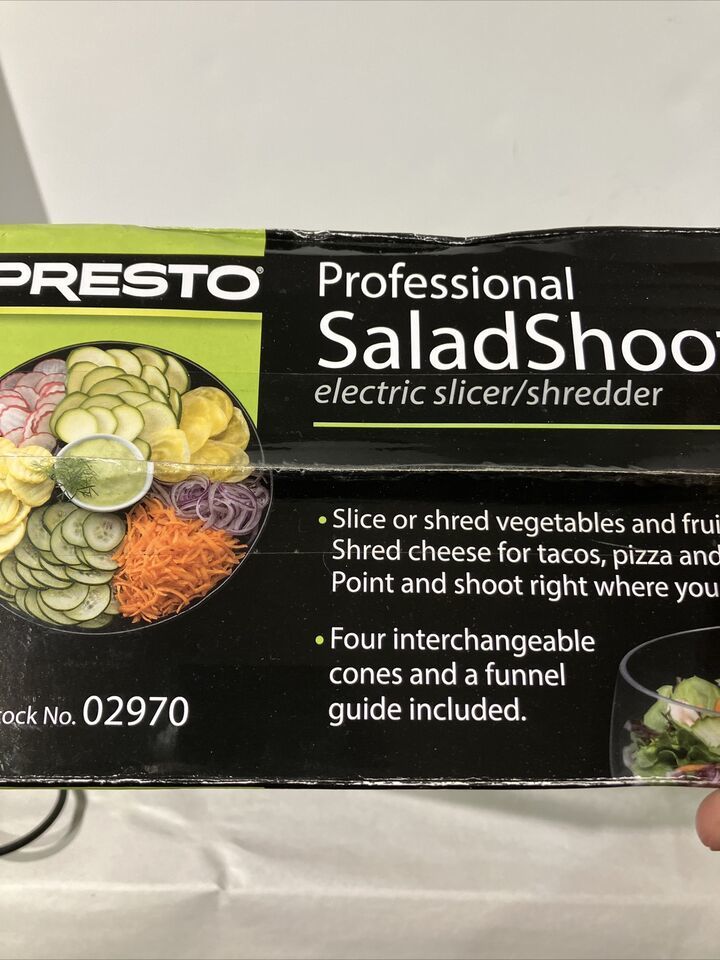 PRESTO®
Professional
SaladShoo
electric slicer/shredder
• Slice or shred vegetables and frui
Shred cheese for tacos, pizza and
Point and shoot right where you
• Four interchangeable
cones and a funnel
guide included.
tock No. 02970